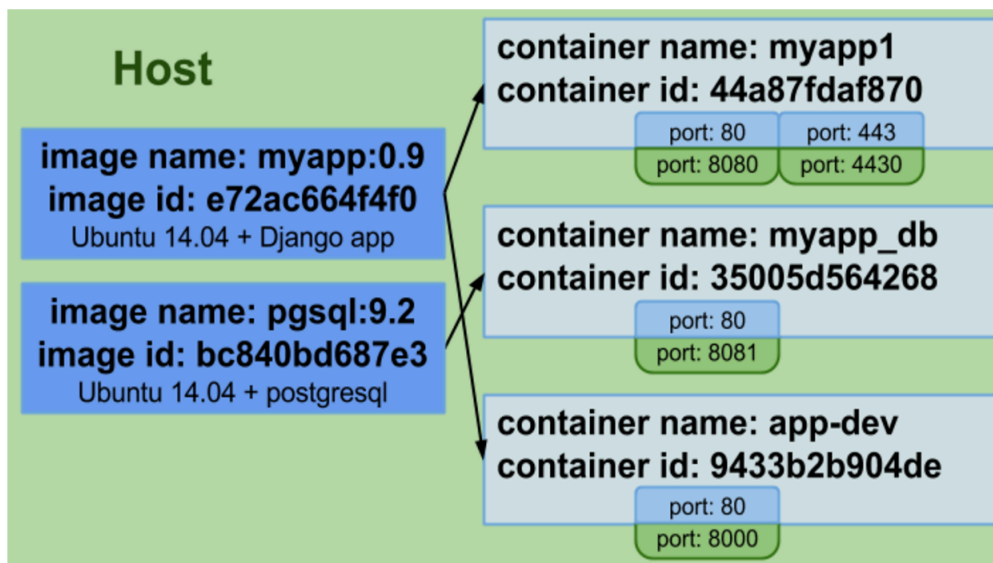 Host
image name: myapp:0.9
image id: e72ac664f4f0
Ubuntu 14.04 + Django app
image name: pgsql:9.2
image id: bc840bd687e3
Ubuntu 14.04 + postgresql
container name: myapp1
container id: 44a87fdaf870
port: 80
port: 443
port: 8080
port: 4430
container name: myapp_db
container id: 35005d564268
port: 80
port: 8081
container name: app-dev
container id: 9433b2b904de
port: 80
port: 8000